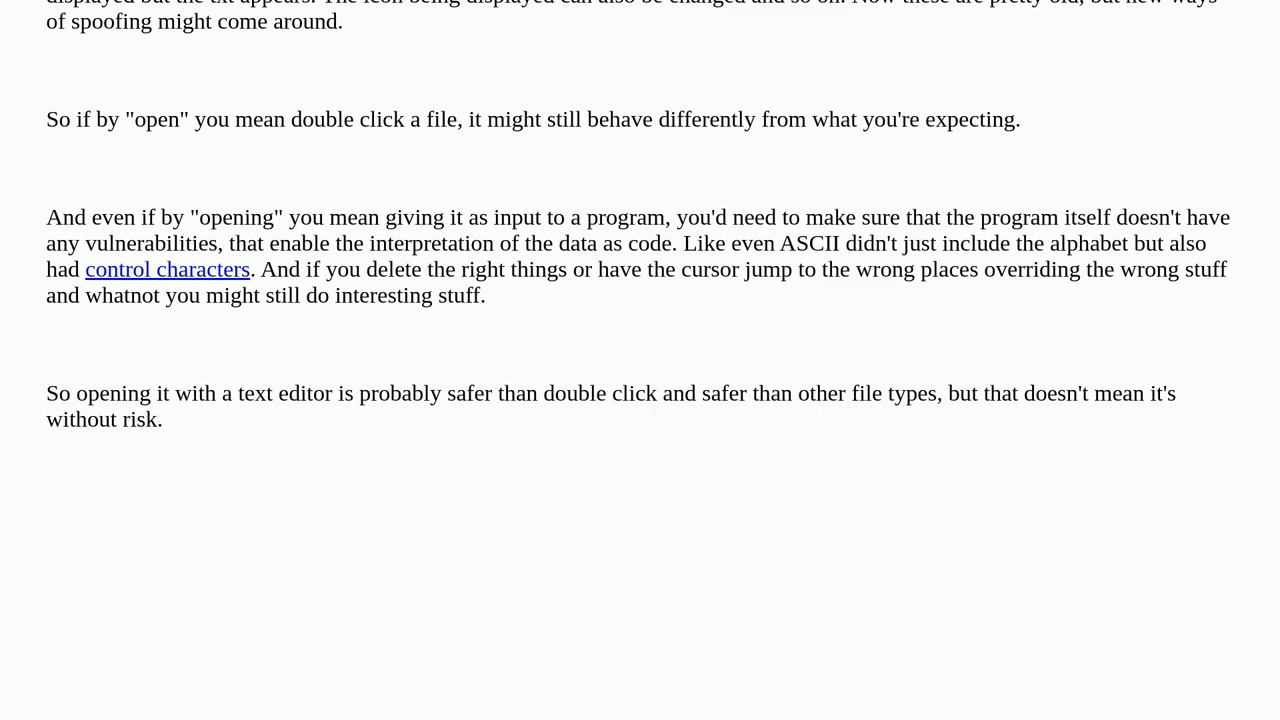 of spoofing might come around.
So if by "open" you mean double click a file, it might still behave differently from what you're expecting.
And even if by "opening" you mean giving it as input to a program, you'd need to make sure that the program itself doesn't have
any vulnerabilities, that enable the interpretation of the data as code. Like even ASCII didn't just include the alphabet but also
had control characters. And if you delete the right things or have the cursor jump to the wrong places overriding the wrong stuff
and whatnot you might still do interesting stuff.
So opening it with a text editor is probably safer than double click and safer than other file types, but that doesn't mean it's
without risk.